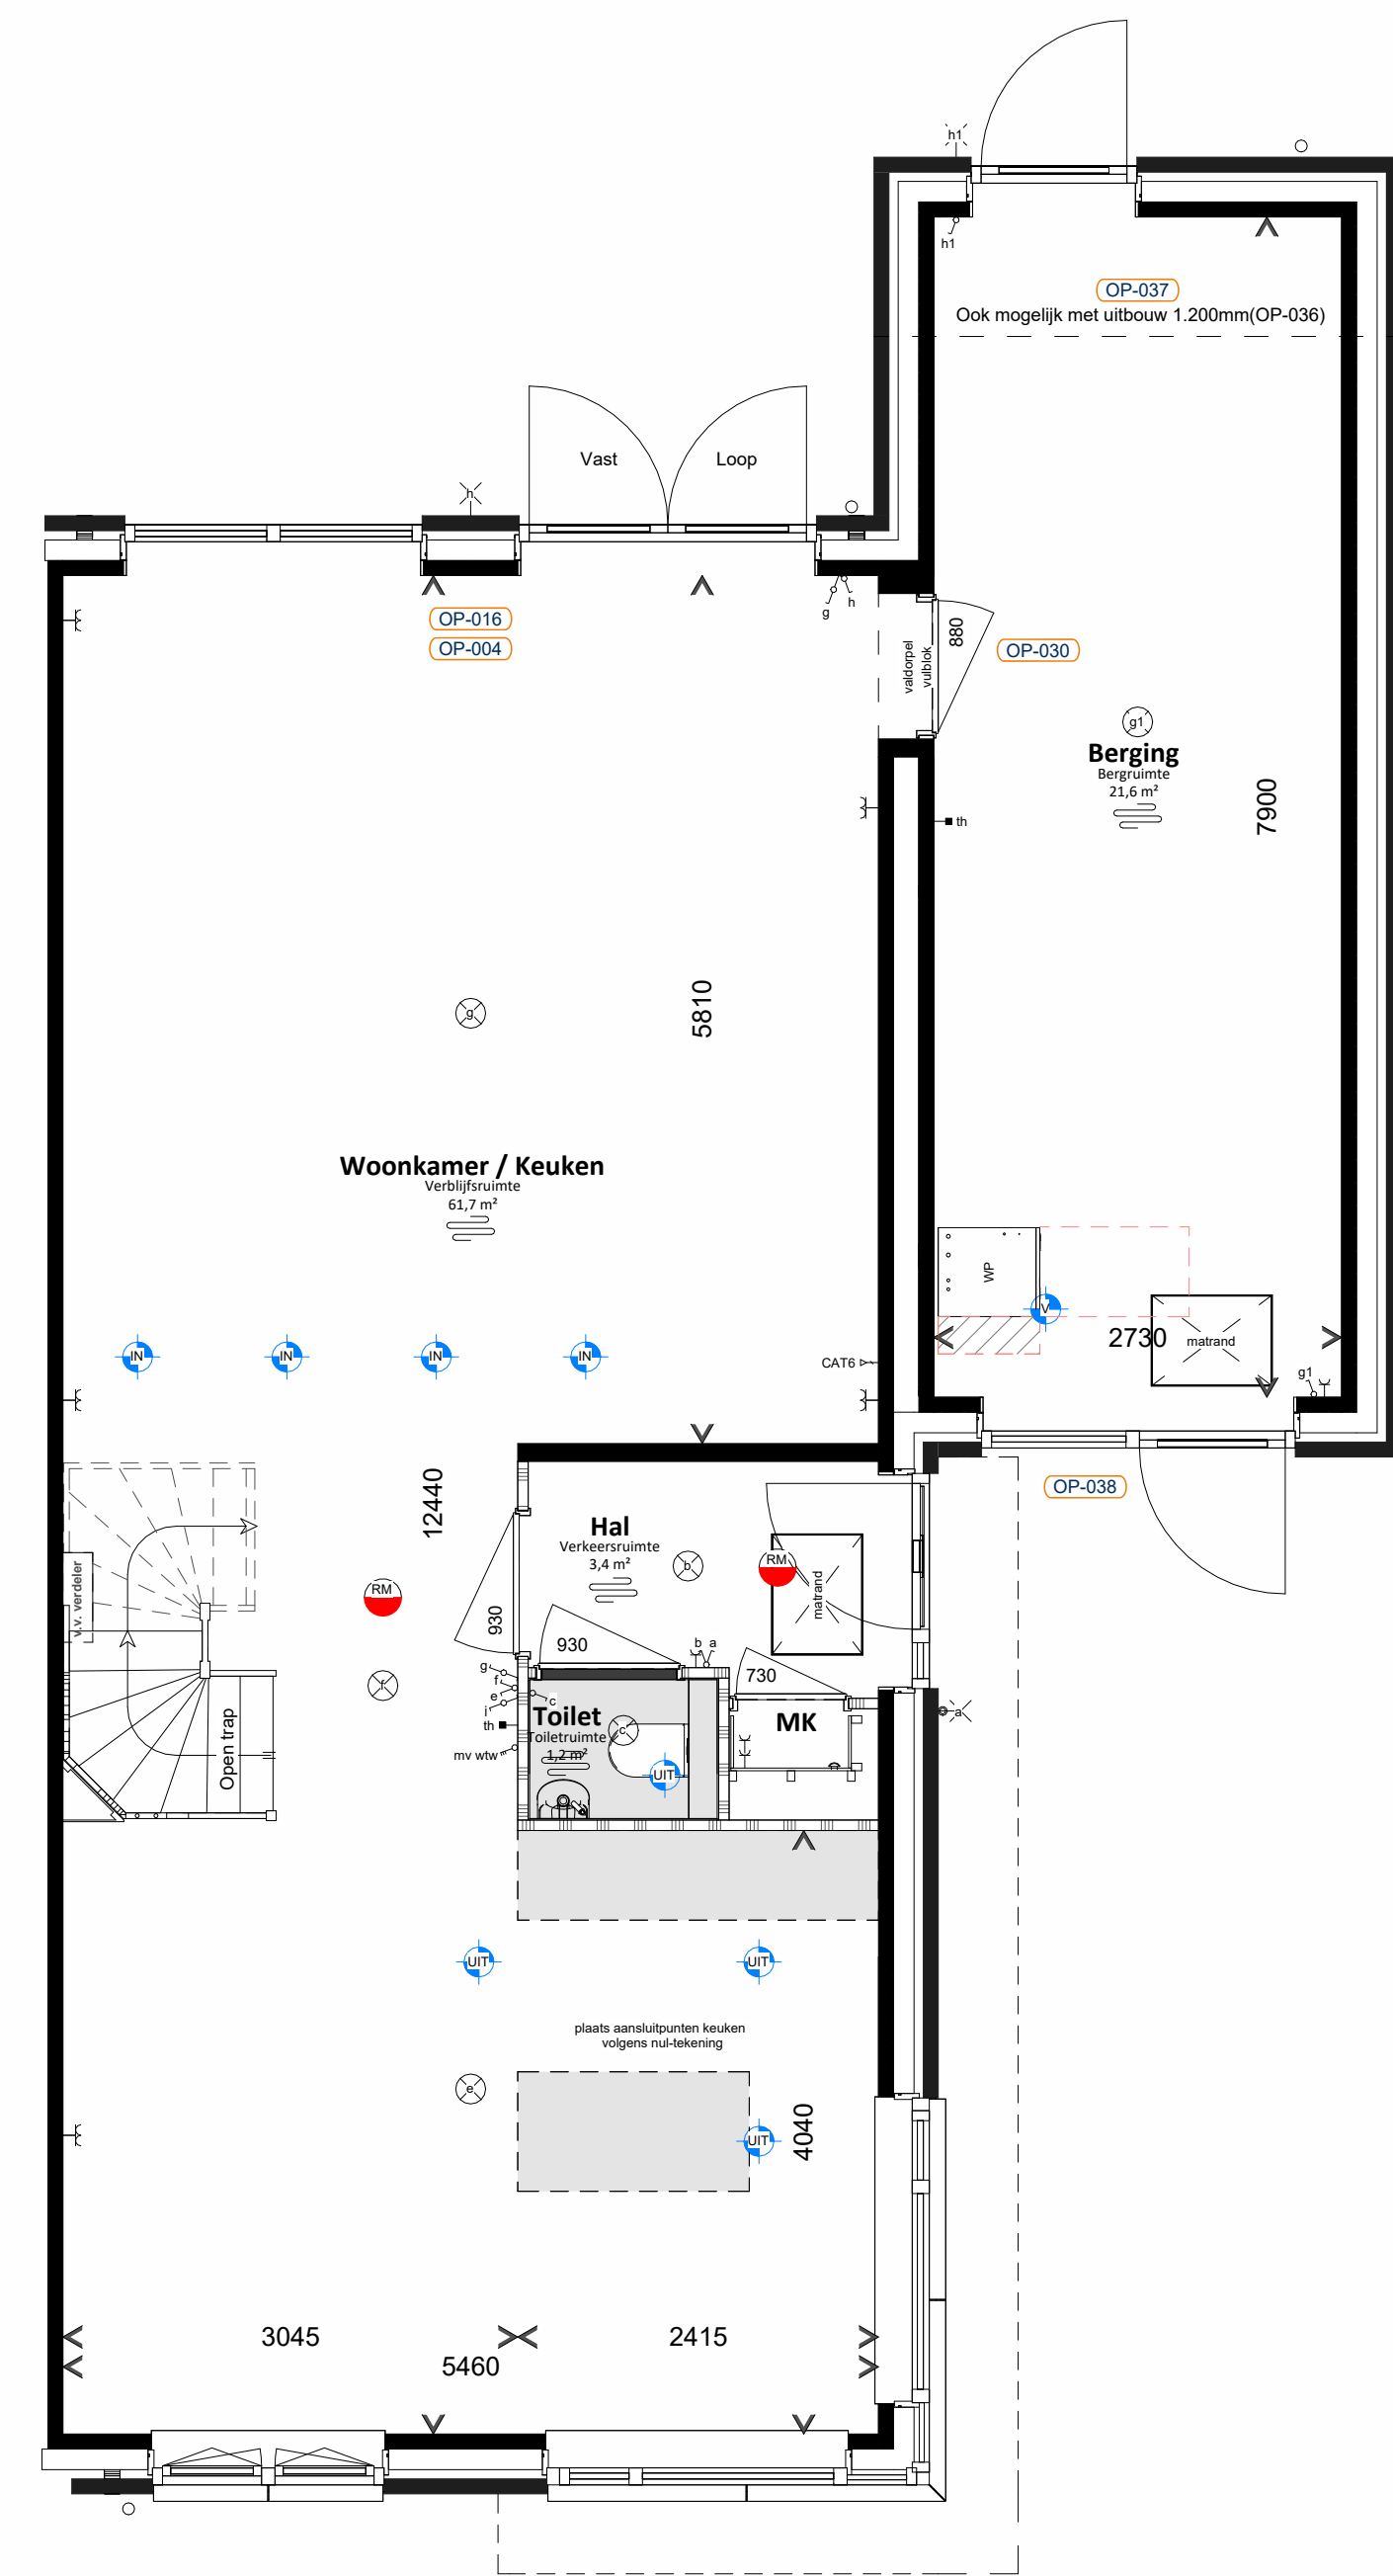 h1
h1
OP-037
Ook mogelijk met uitbouw 1.200mm(OP-036)
Vast
Loop
h
g
h
OP-016
OP-004
880
valdorpel
vulblok
OP-030
g1
Berging
Bergruimte
21,6 m²
7900
th
5810
g
Woonkamer / Keuken
Verblijfsruimte
61,7 m²
WP
V
2730
matrand
IN
IN
IN
IN
CAT6
g1
OP-038
12440
Hal
Verkeersruimte
3,4 m²
b
RM
matrand
v.v. verdeler
RM
930
930
b
a
730
f
g
f
e
i
c
th
mv wtw
Toilet
Toiletruimte
1,2 m²
c
UIT
MK
a
Open trap
UIT
UIT
plaats aansluitpunten keuken
volgens nul-tekening
e
UIT
4040
3045
2415
5460